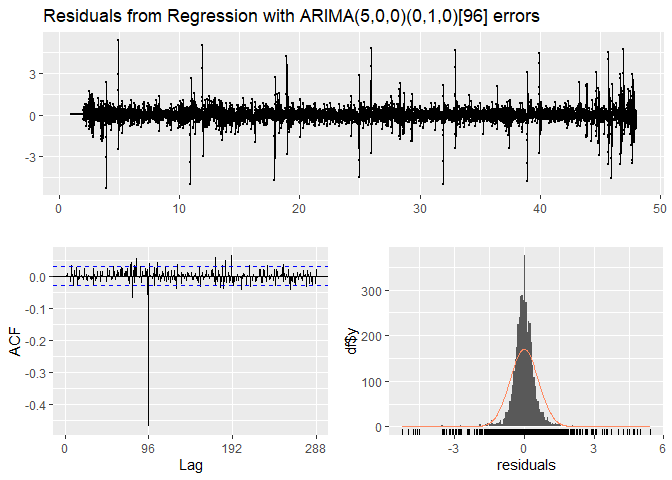 Residuals from Regression with ARIMA(5,0,0)(0,1,0)[96] errors
3
0
-3
0 10 20 30 40 50
0.0
-0.1
-0.2
-0.3
-0.4
ACF
0 96 192 288
Lag
300
200
100
0
df$y
-3 0 3 6
residuals